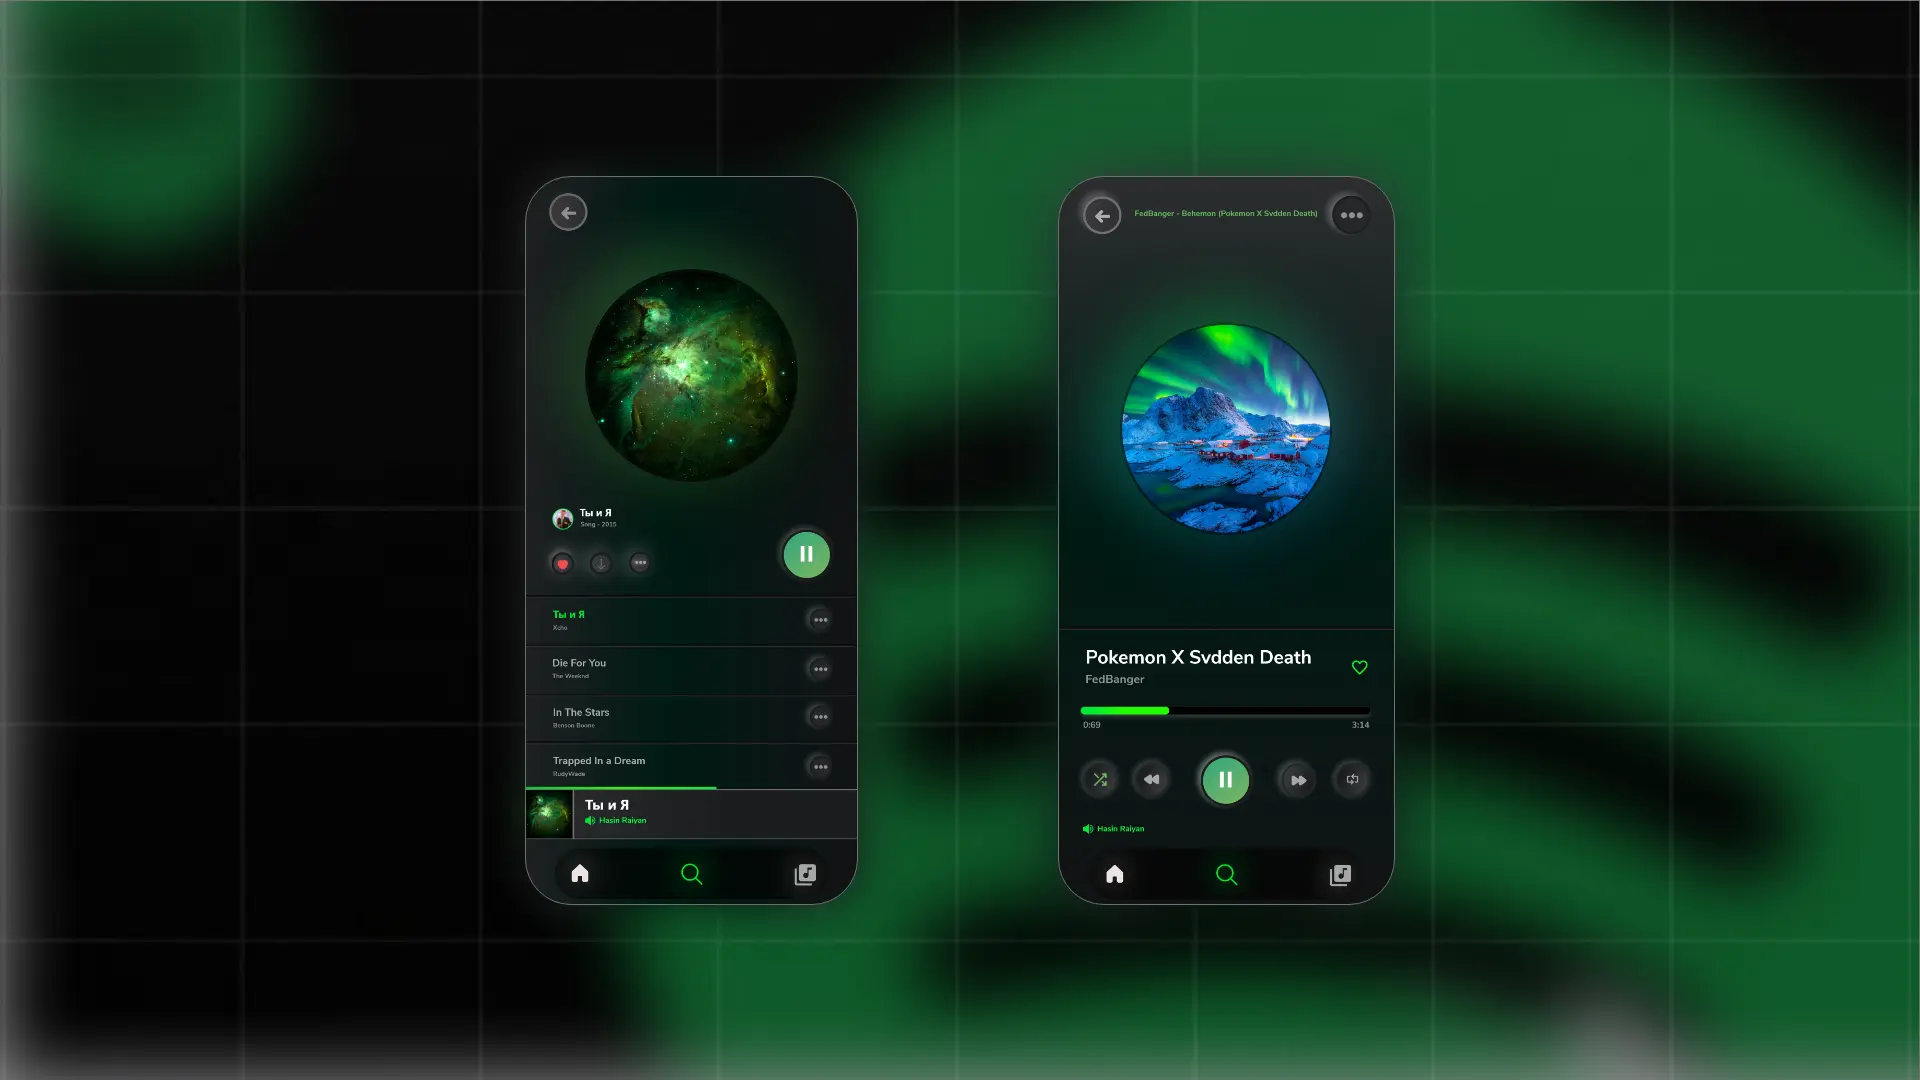 Ты и Я
Song - 2015
Ты и Я
Xcho
Die For You
The Weeknd
In The Stars
Benson Boone
Trapped In a Dream
RudyWade
Ты и Я
Hasin Raiyan
FedBanger - Behemon (Pokemon X Svdden Death)
Pokemon X Svdden Death
FedBanger
0:69
3:14
Hasin Raiyan